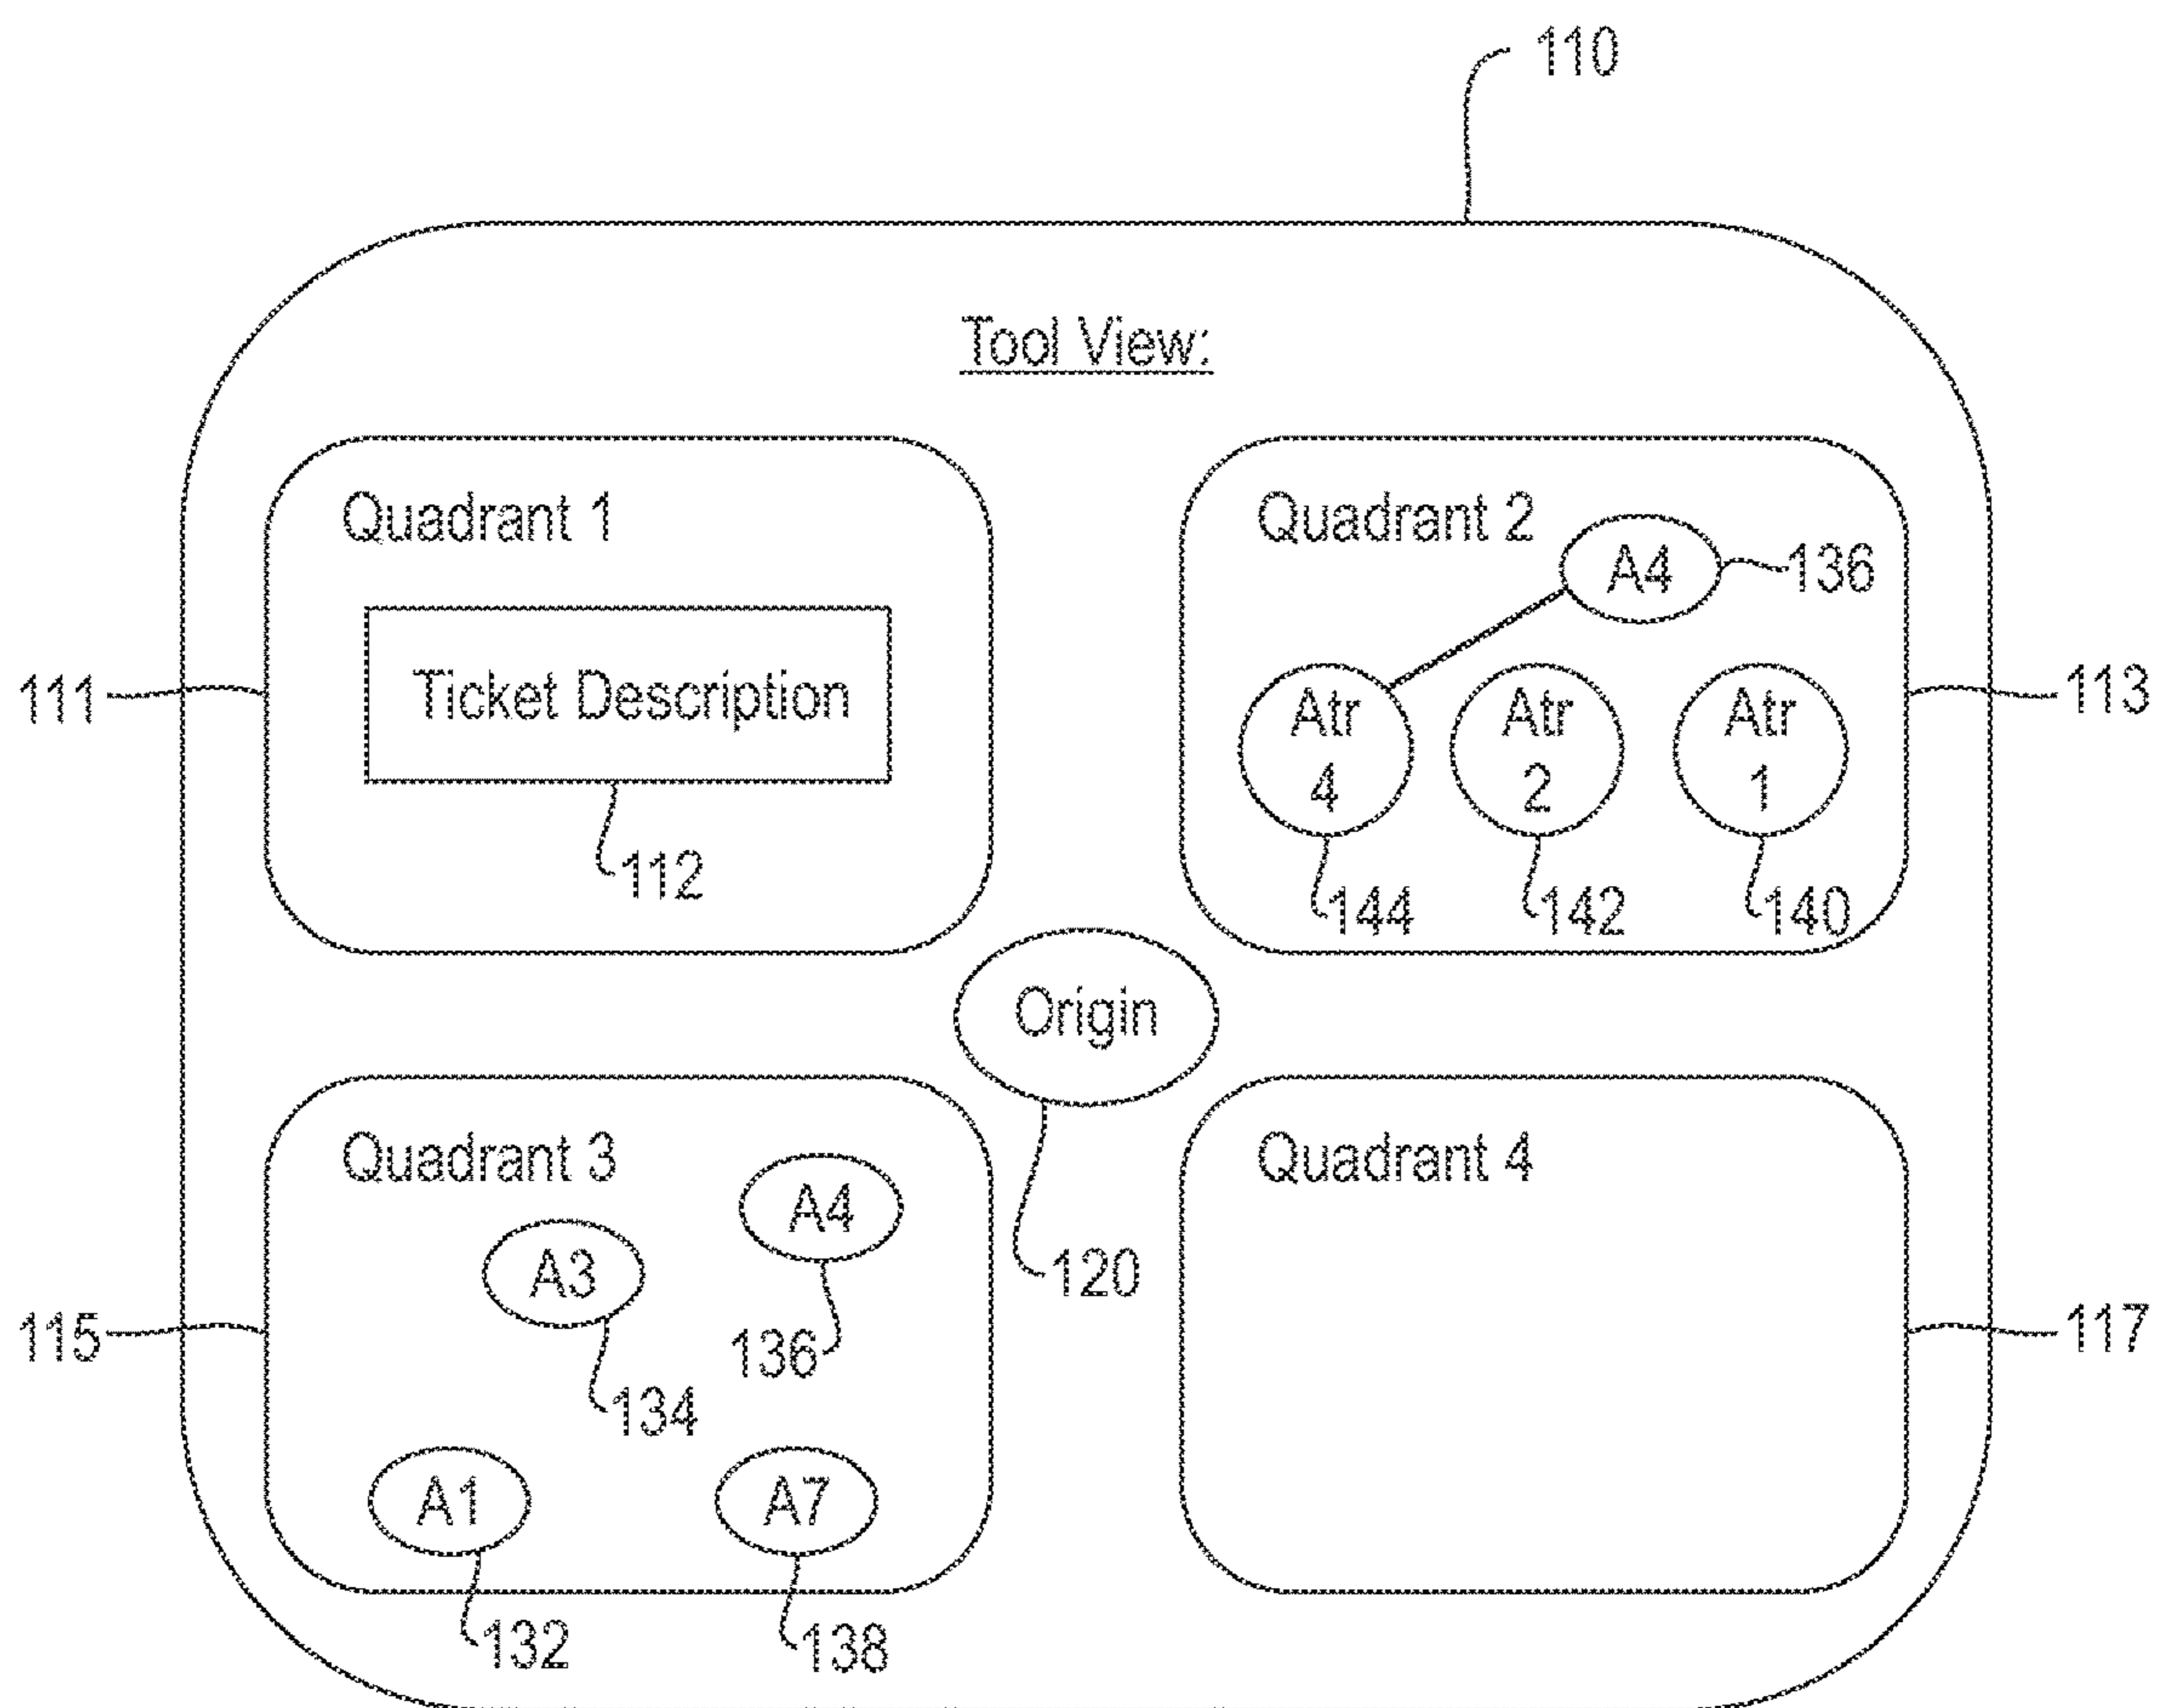 110
Tool View:
Quadrant 1
Ticket Description
111
112
Quadrant 2
A4
136
Atr
4
Atr
2
Atr
1
113
144
142
140
Origin
120
Quadrant 3
A4
A3
136
134
115
A1
A7
132
138
Quadrant 4
117